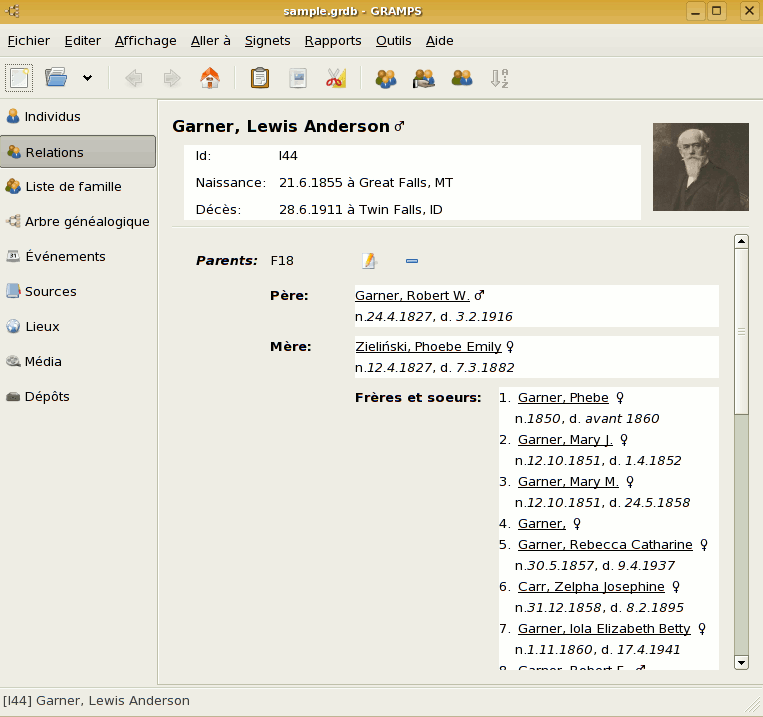 sample.grdb - GRAMPS
Fichier Editer Affichage Aller à Signets Rapports Outils Aide
Individus
Relations
Liste de famille
Arbre généalogique
Événements
Sources
Lieux
Média
Dépôts
Garner, Lewis Anderson ♂
Id: I44
Naissance: 21.6.1855 à Great Falls, MT
Décès: 28.6.1911 à Twin Falls, ID
Parents: F18
Père: Garner, Robert W. ♂
n.24.4.1827, d. 3.2.1916
Mère: Zieliński, Phoebe Emily ♀
n.12.4.1827, d. 7.3.1882
Frères et soeurs: 1. Garner, Phebe ♀
n.1850, d. avant 1860
2. Garner, Mary J. ♀
n.12.10.1851, d. 1.4.1852
3. Garner, Mary M. ♀
n.12.10.1851, d. 24.5.1858
4. Garner, ♀
5. Garner, Rebecca Catharine ♀
n.30.5.1857, d. 9.4.1937
6. Carr, Zelpha Josephine ♀
n.31.12.1858, d. 8.2.1895
7. Garner, Iola Elizabeth Betty ♀
n.1.11.1860, d. 17.4.1941
8. Garner, Robert F. ♂
[I44] Garner, Lewis Anderson